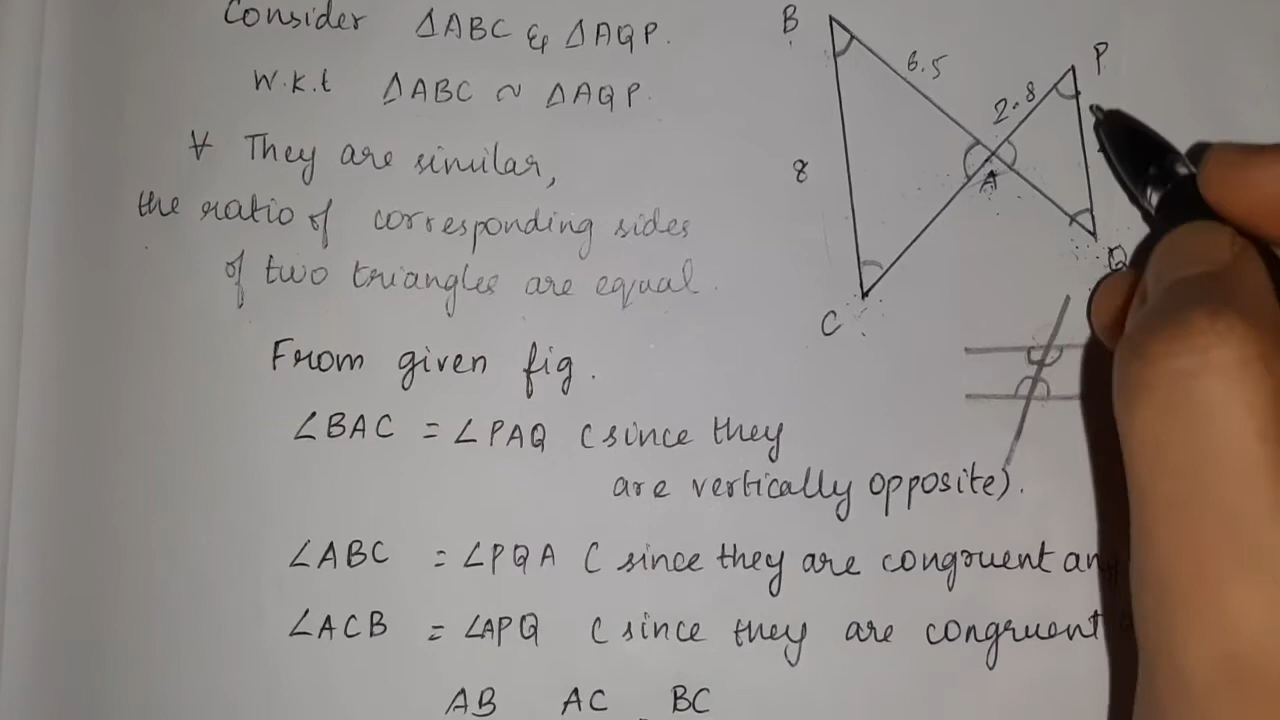 Consider ΔABC & ΔAQP.
W.k.t ΔABC ~ ΔAQP.
∀ They are similar,
the ratio of corresponding sides
of two triangles are equal.
From given fig.
∠BAC = ∠PAQ (since they
are vertically opposite).
∠ABC = ∠PQA (since they are congruent
∠ACB = ∠APQ (since they are congruent
AB AC BC
B
6.5
P
2.8
8
A
Q
C